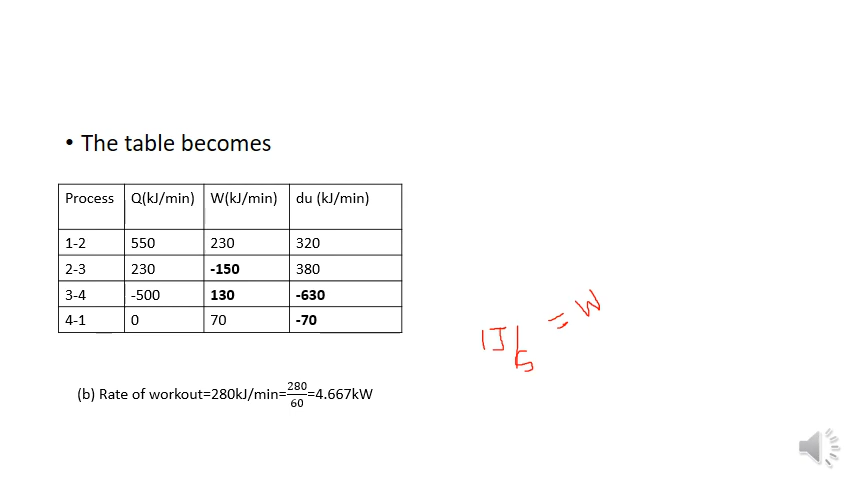 • The table becomes
Process Q(kJ/min) W(kJ/min) du (kJ/min)
1-2 550 230 320
2-3 230 -150 380
3-4 -500 130 -630
4-1 0 70 -70
1J/s = W
(b) Rate of workout=280kJ/min=280/60=4.667kW